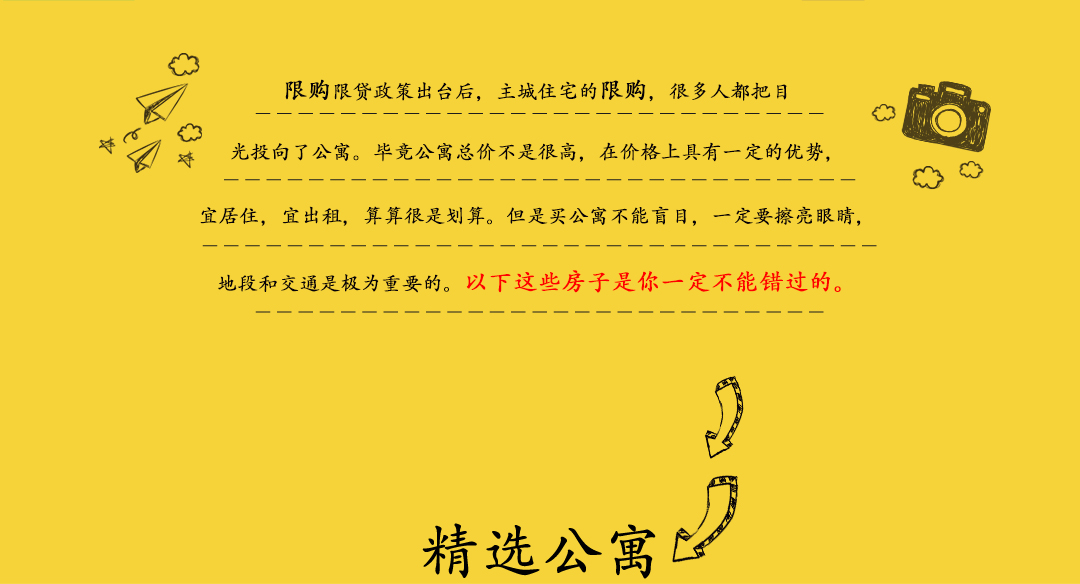 限购限贷政策出台后，主城住宅的限购，很多人都把目
光投向了公寓。毕竟公寓总价不是很高，在价格上具有一定的优势，
宜居住，宜出租，算算很是划算。但是买公寓不能盲目，一定要擦亮眼睛，
地段和交通是极为重要的。以下这些房子是你一定不能错过的。
精选公寓